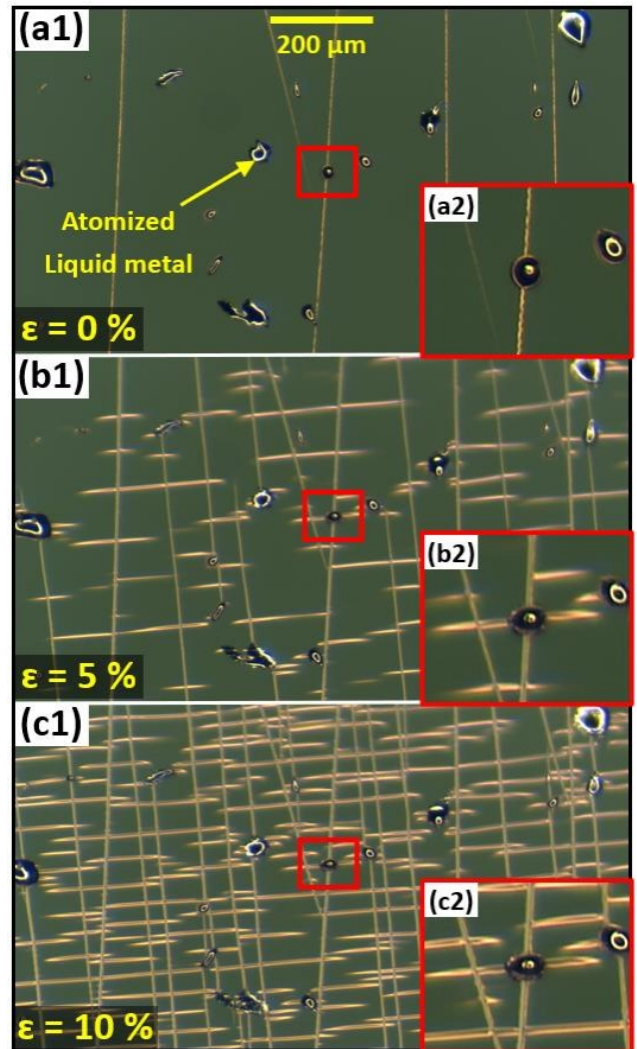 (a1)
200 µm
Atomized
Liquid metal
(a2)
ε = 0 %
(b1)
(b2)
ε = 5 %
(c1)
(c2)
ε = 10 %